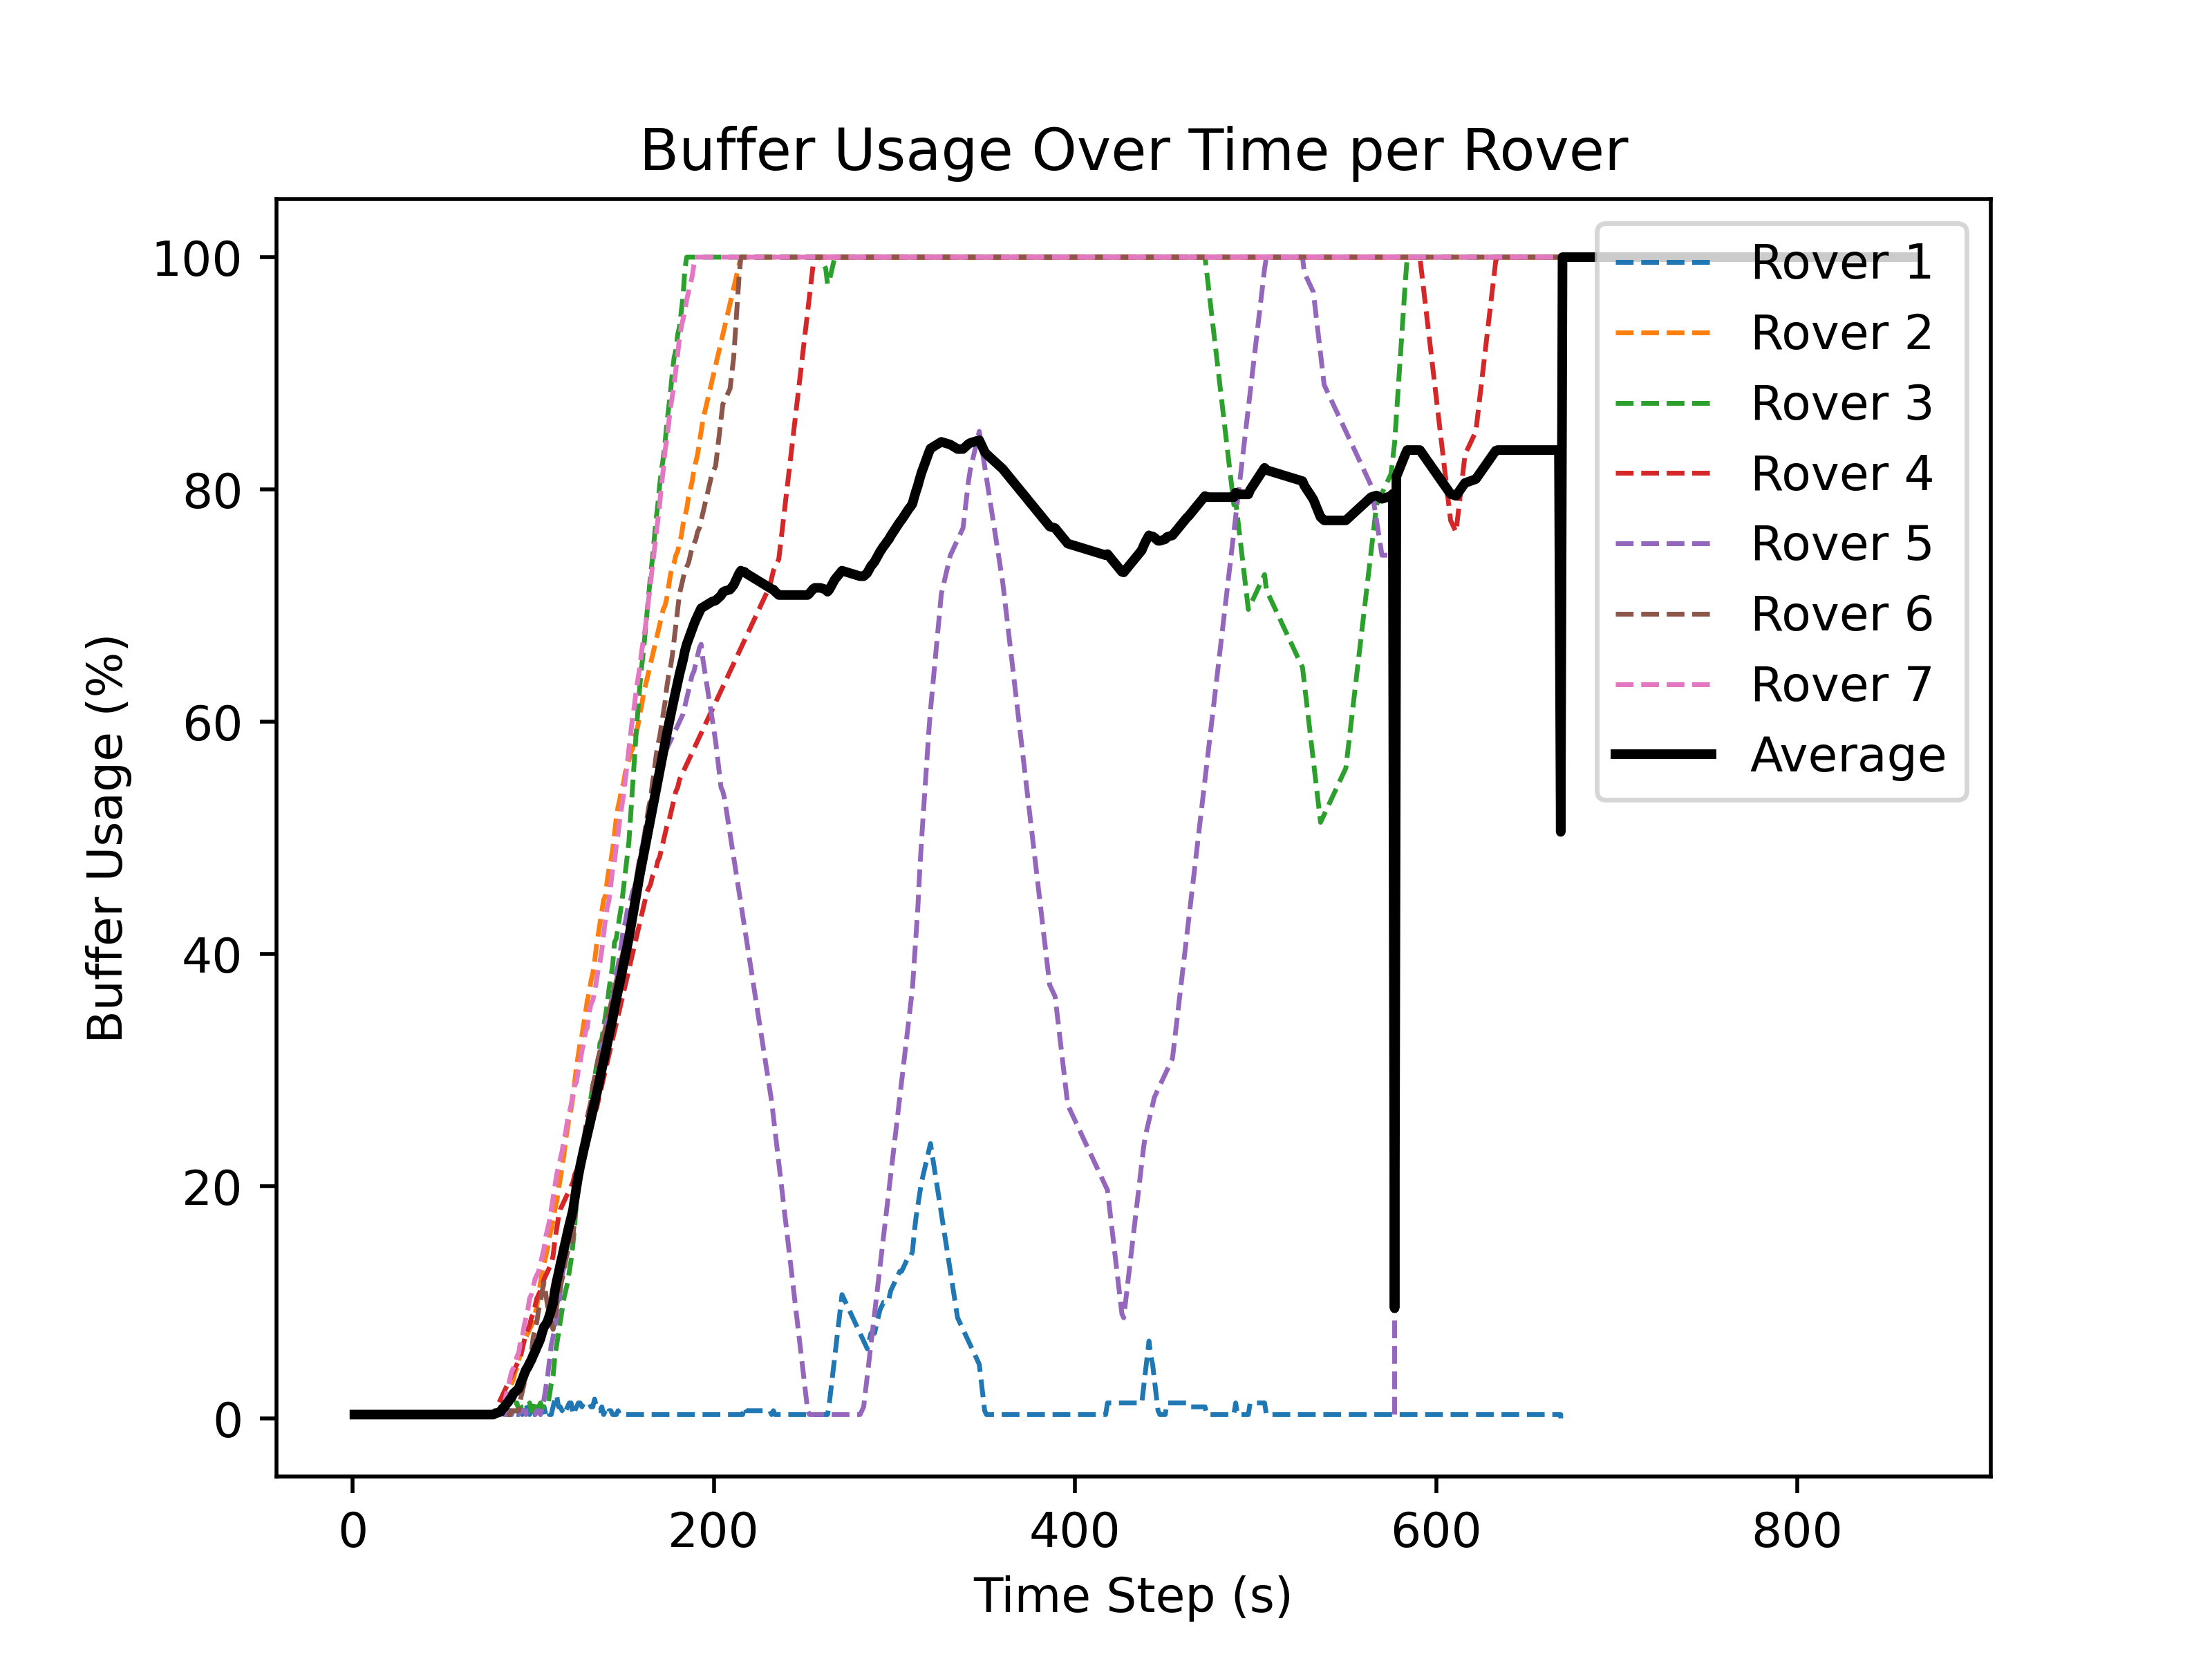 Buffer Usage Over Time per Rover
Buffer Usage (%)
100
80
60
40
20
0
0 200 400 600 800
Time Step (s)
Rover 1
Rover 2
Rover 3
Rover 4
Rover 5
Rover 6
Rover 7
Average